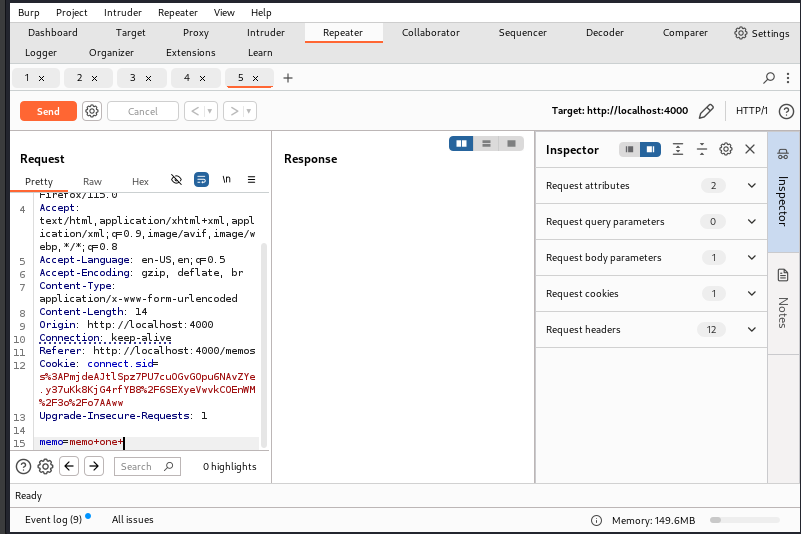 Burp Project Intruder Repeater View Help
Dashboard Target Proxy Intruder Repeater Collaborator Sequencer Decoder Comparer Settings
Logger Organizer Extensions Learn
1 × 2 × 3 × 4 × 5 × +
Send Cancel < > Target: http://localhost:4000 HTTP/1
Request
Response
Inspector
Pretty Raw Hex \n
Firefox/115.0
4 Accept:
text/html,application/xhtml+xml,appl
ication/xml;q=0.9,image/avif,image/w
ebp,*/*;q=0.8
5 Accept-Language: en-US,en;q=0.5
6 Accept-Encoding: gzip, deflate, br
7 Content-Type:
application/x-www-form-urlencoded
8 Content-Length: 14
9 Origin: http://localhost:4000
10 Connection: keep-alive
11 Referer: http://localhost:4000/memos
12 Cookie: connect.sid=
s%3APmjdeAJtlSpz7PU7cuOGvGOpu6NAvZYe
.y37uKk8KjG4rfYB8%2F6SEXyeVwvkCOEnWM
%2F3o%2Fo7AAww
13 Upgrade-Insecure-Requests: 1
14
15 memo=memo+one+
Search 0 highlights
Request attributes 2
Request query parameters 0
Request body parameters 1
Request cookies 1
Request headers 12
Inspector
Notes
Ready
Event log (9) All issues Memory: 149.6MB